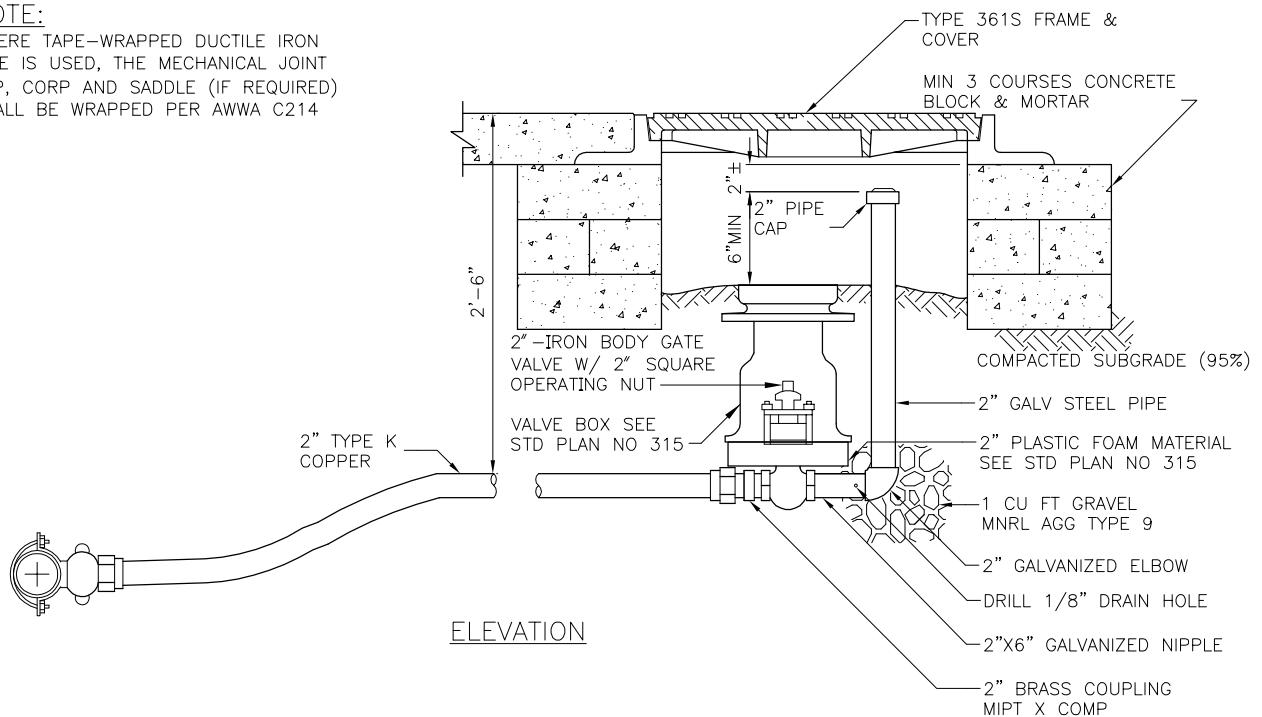 OTE:
ERE TAPE-WRAPPED DUCTILE IRON
E IS USED, THE MECHANICAL JOINT
P, CORP AND SADDLE (IF REQUIRED)
ALL BE WRAPPED PER AWWA C214
TYPE 361S FRAME &
COVER
MIN 3 COURSES CONCRETE
BLOCK & MORTAR
2"±
2" PIPE
CAP
6"MIN
2'-6"
2"-IRON BODY GATE
VALVE W/ 2" SQUARE
OPERATING NUT
VALVE BOX SEE
STD PLAN NO 315
COMPACTED SUBGRADE (95%)
2" GALV STEEL PIPE
2" PLASTIC FOAM MATERIAL
SEE STD PLAN NO 315
2" TYPE K
COPPER
1 CU FT GRAVEL
MNRL AGG TYPE 9
2" GALVANIZED ELBOW
DRILL 1/8" DRAIN HOLE
2"X6" GALVANIZED NIPPLE
2" BRASS COUPLING
MIPT X COMP
ELEVATION